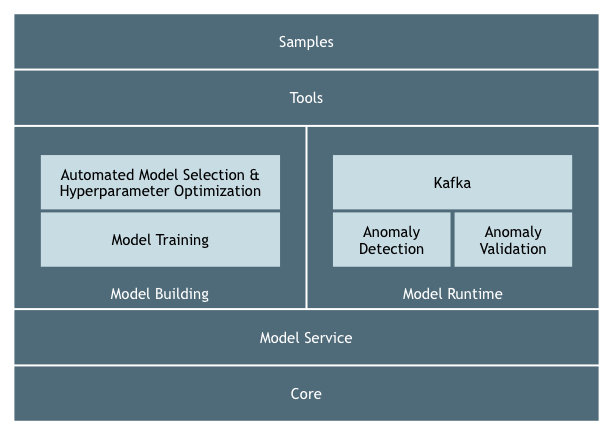 Samples
Tools
Automated Model Selection &
Hyperparameter Optimization
Model Training
Model Building
Kafka
Anomaly
Detection
Anomaly
Validation
Model Runtime
Model Service
Core